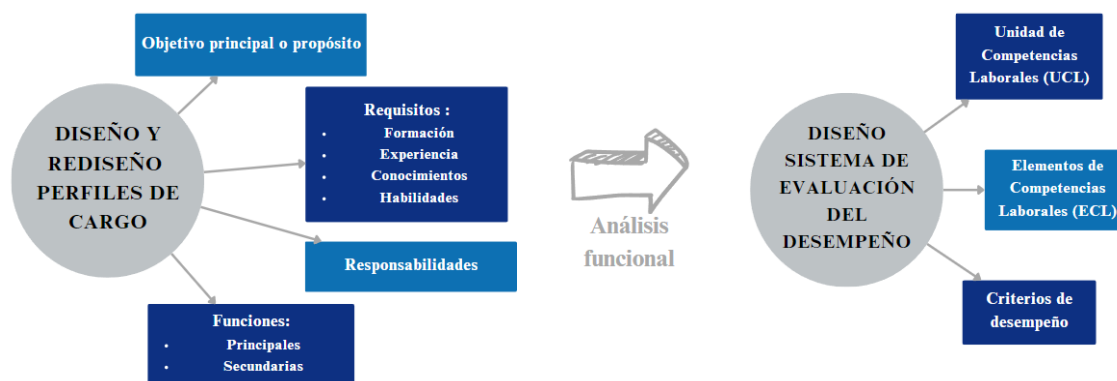 Objetivo principal o propósito
DISEÑO Y
REDISEÑO
PERFILES DE
CARGO
Requisitos :
• Formación
• Experiencia
• Conocimientos
• Habilidades
Responsabilidades
Funciones:
• Principales
• Secundarias
Análisis
funcional
DISEÑO
SISTEMA DE
EVALUACIÓN
DEL
DESEMPEÑO
Unidad de
Competencias
Laborales (UCL)
Elementos de
Competencias
Laborales (ECL)
Criterios de
desempeño